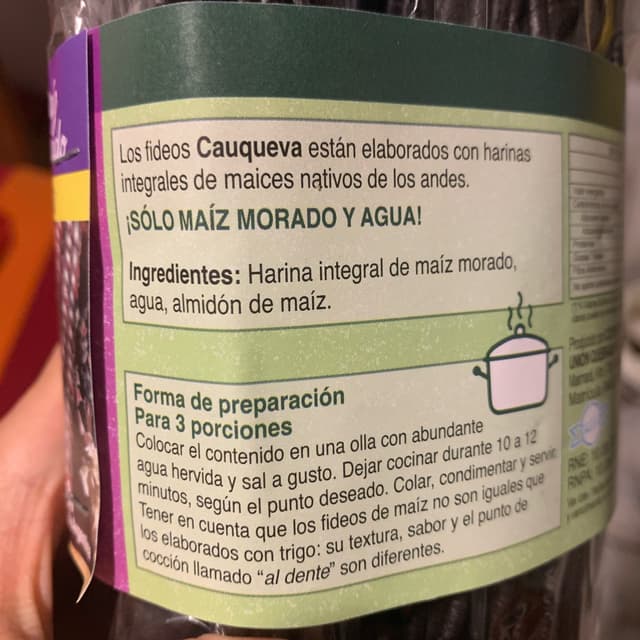 Los fideos Cauqueva están elaborados con harinas
integrales de maices nativos de los andes.
¡SÓLO MAÍZ MORADO Y AGUA!
Ingredientes: Harina integral de maíz morado,
agua, almidón de maíz.
Forma de preparación
Para 3 porciones
Colocar el contenido en una olla con abundante
agua hervida y sal a gusto. Dejar cocinar durante 10 a 12
minutos, según el punto deseado. Colar, condimentar y servir.
Tener en cuenta que los fideos de maíz no son iguales que
los elaborados con trigo: su textura, sabor y el punto de
cocción llamado “al dente” son diferentes.
RNE:
RNPA: